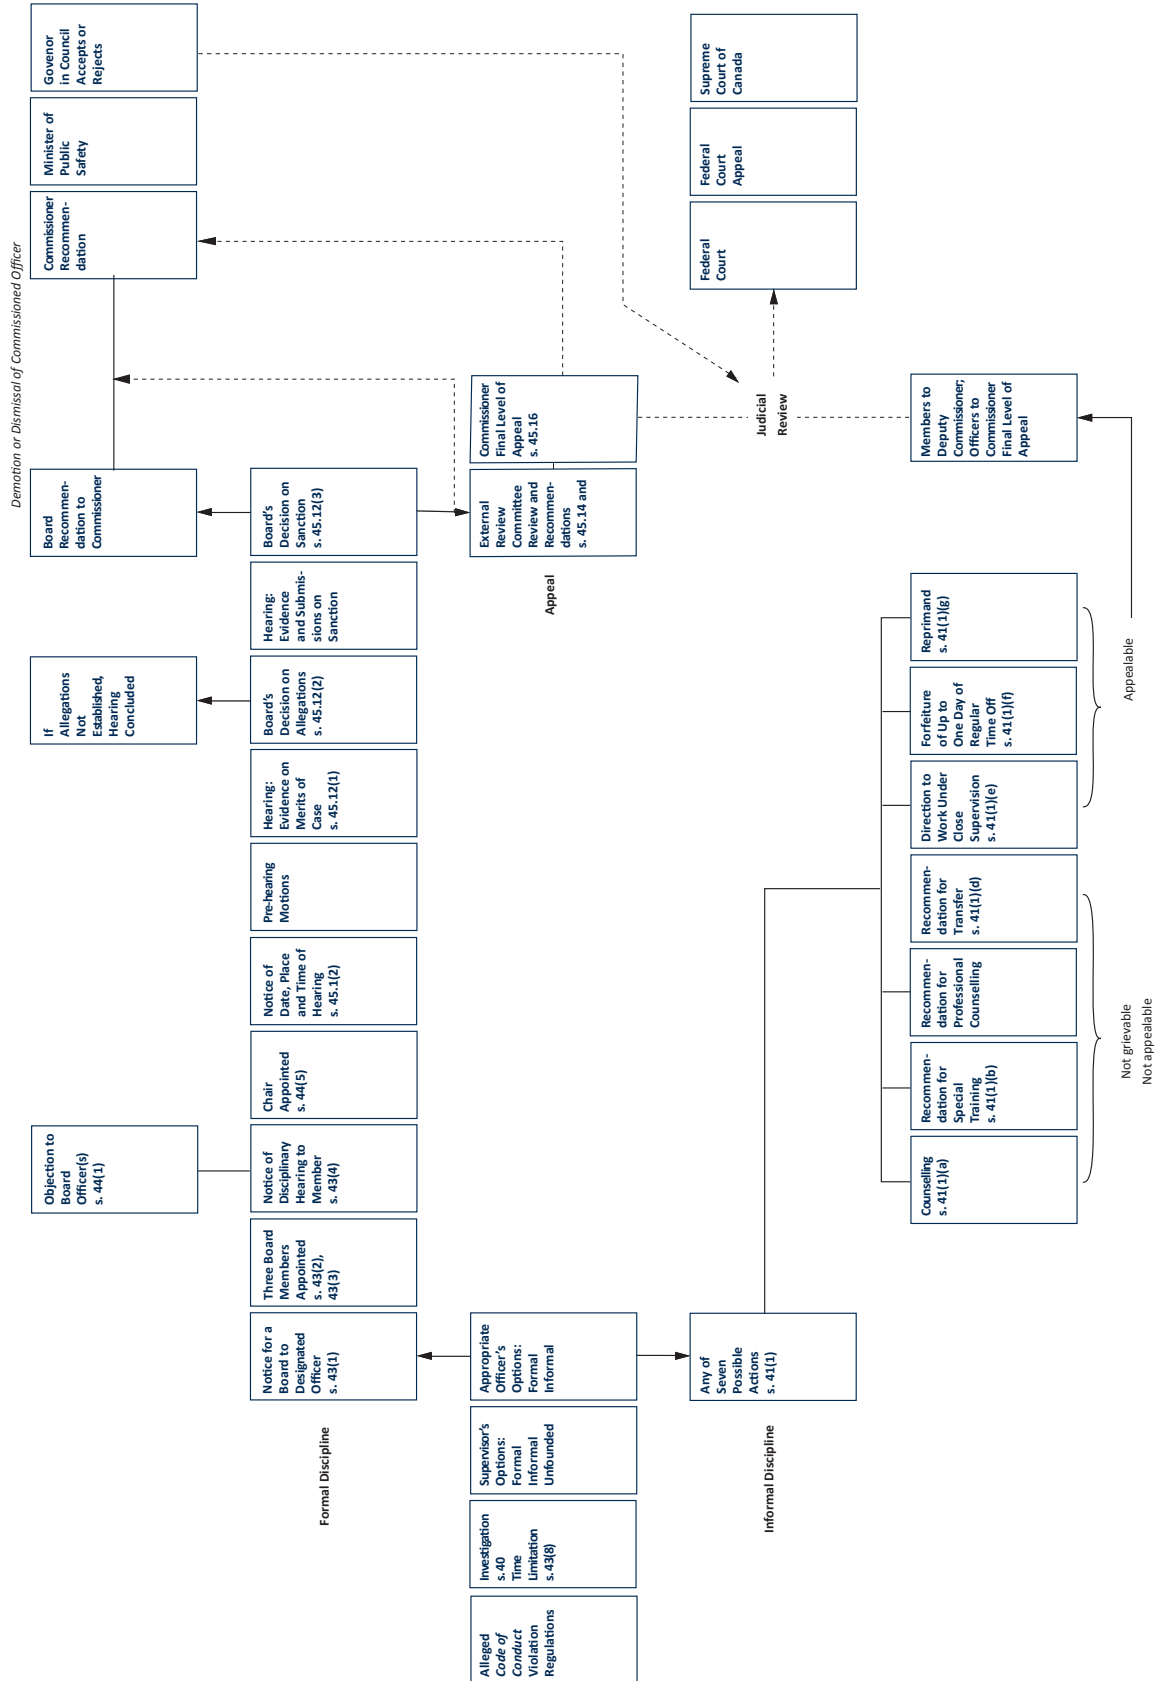 Demotion or Dismissal of Commissioned Officer
Objection to
Board
Officer(s)
s. 44(1)
If
Allegations
Not
Established,
Hearing
Concluded
Board
Recommen-
dation to
Commissioner
Commissioner
Recommen-
dation
Minister of
Public
Safety
Govenor
in Council
Accepts or
Rejects
Formal Discipline
Notice for a
Board to
Designated
Officer
s. 43(1)
Three Board
Members
Appointed
s. 43(2),
43(3)
Notice of
Disciplinary
Hearing to
Member
s. 43(4)
Chair
Appointed
s. 44(5)
Notice of
Date, Place
and Time of
Hearing
s. 45.1(2)
Pre-hearing
Motions
Hearing:
Evidence on
Merits of
Case
s. 45.12(1)
Board's
Decision on
Allegations
s. 45.12(2)
Hearing:
Evidence
and Submis-
sions on
Sanction
Board's
Decision on
Sanction
s. 45.12(3)
Alleged
Code of
Conduct
Violation
Regulations
Investigation
s. 40
Time
Limitation
s. 43(8)
Supervisor's
Options:
Formal
Informal
Unfounded
Appropriate
Officer's
Options:
Formal
Informal
Appeal
External
Review
Committee
Review and
Recommen-
dations
s. 45.14 and
Commissioner
Final Level of
Appeal
s. 45.16
Informal Discipline
Any of
Seven
Possible
Actions
s. 41(1)
Judicial
Review
Federal
Court
Federal
Court
Appeal
Supreme
Court of
Canada
Counselling
s. 41(1)(a)
Recommen-
dation for
Special
Training
s. 41(1)(b)
Recommen-
dation for
Professional
Counselling
Recommen-
dation for
Transfer
s. 41(1)(d)
Direction to
Work Under
Close
Supervision
s. 41(1)(e)
Forfeiture
of Up to
One Day of
Regular
Time Off
s. 41(1)(f)
Reprimand
s. 41(1)(g)
Members to
Deputy
Commissioner;
Officers to
Commissioner
Final Level of
Appeal
Not grievable
Not appealable
Appealable